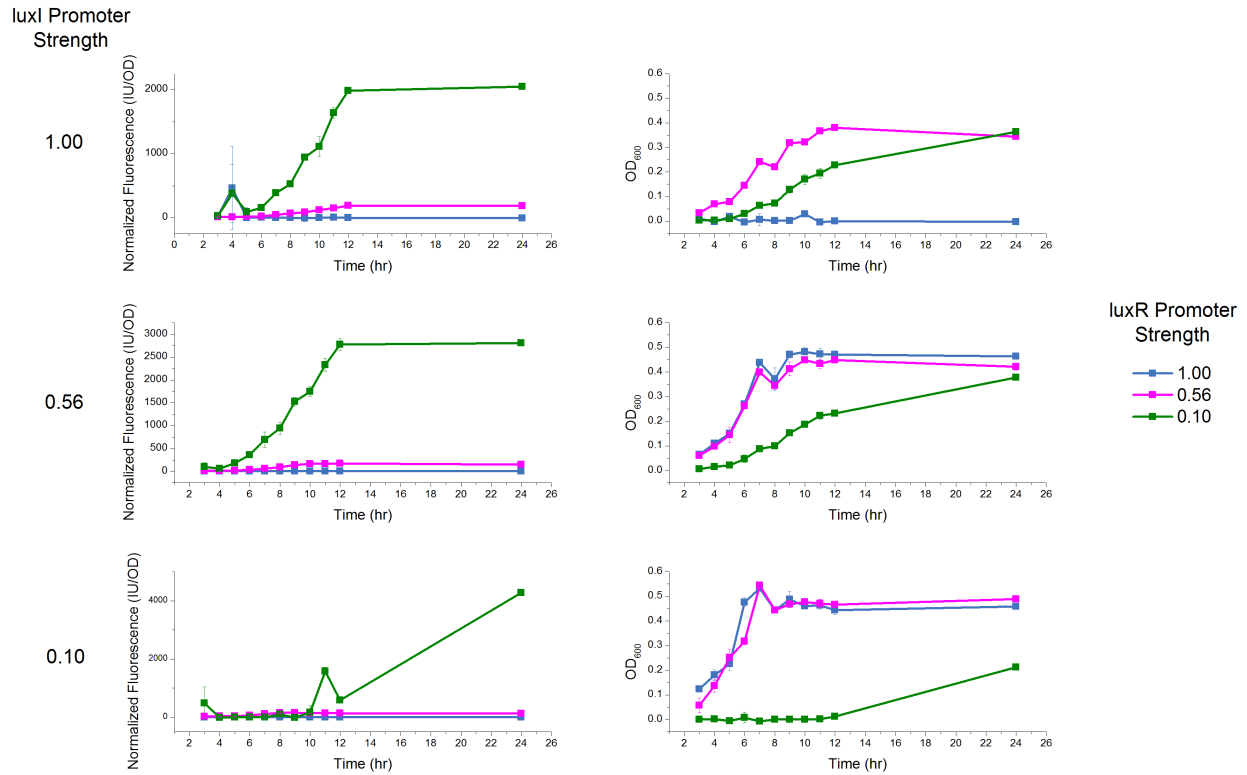 luxI Promoter
Strength
1.00
Normalized Fluorescence (IU/OD)
2000
1000
0
0 2 4 6 8 10 12 14 16 18 20 22 24 26
Time (hr)
OD600
0.6
0.5
0.4
0.3
0.2
0.1
0.0
2 4 6 8 10 12 14 16 18 20 22 24 26
Time (hr)
0.56
Normalized Fluorescence (IU/OD)
3000
2500
2000
1500
1000
500
0
2 4 6 8 10 12 14 16 18 20 22 24 26
Time (hr)
OD600
0.6
0.5
0.4
0.3
0.2
0.1
0.0
2 4 6 8 10 12 14 16 18 20 22 24 26
Time (hr)
luxR Promoter
Strength
1.00
0.56
0.10
0.10
Normalized Fluorescence (IU/OD)
4000
2000
0
2 4 6 8 10 12 14 16 18 20 22 24 26
Time (hr)
OD600
0.6
0.5
0.4
0.3
0.2
0.1
0.0
2 4 6 8 10 12 14 16 18 20 22 24 26
Time (hr)